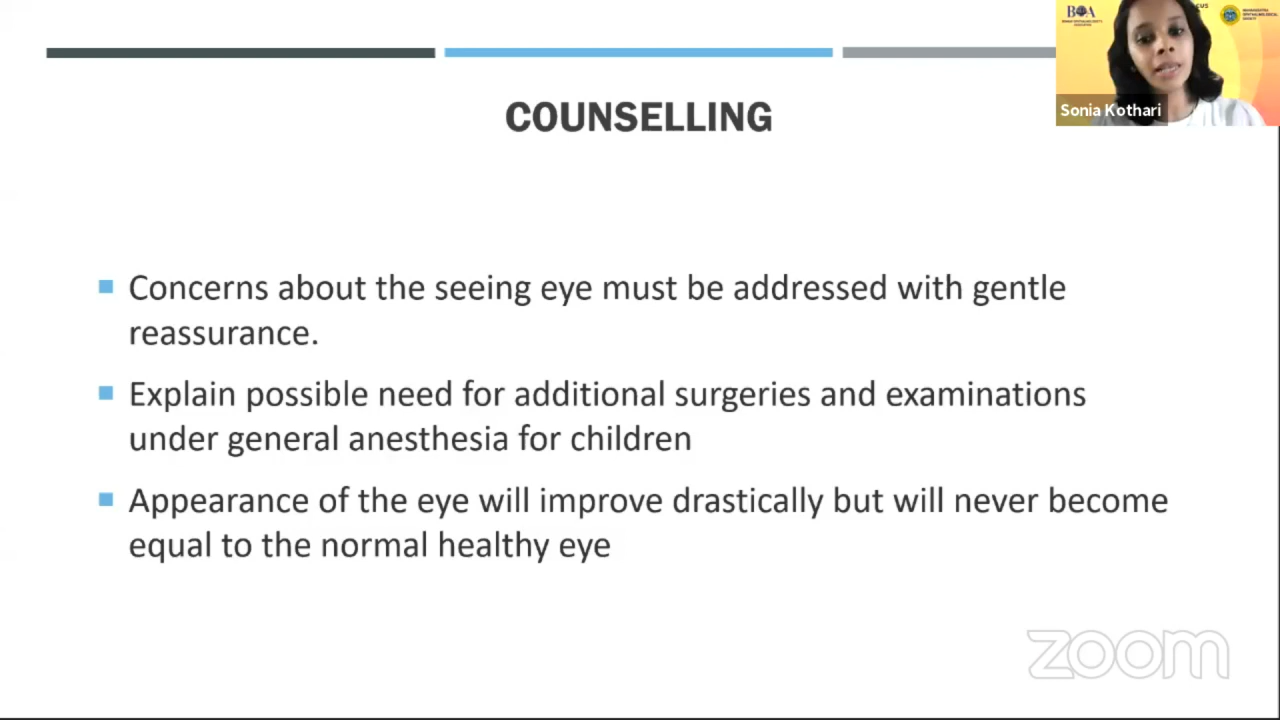 BOA
CUS
Sonia Kothari
COUNSELLING
Concerns about the seeing eye must be addressed with gentle
reassurance.
Explain possible need for additional surgeries and examinations
under general anesthesia for children
Appearance of the eye will improve drastically but will never become
equal to the normal healthy eye
zoom